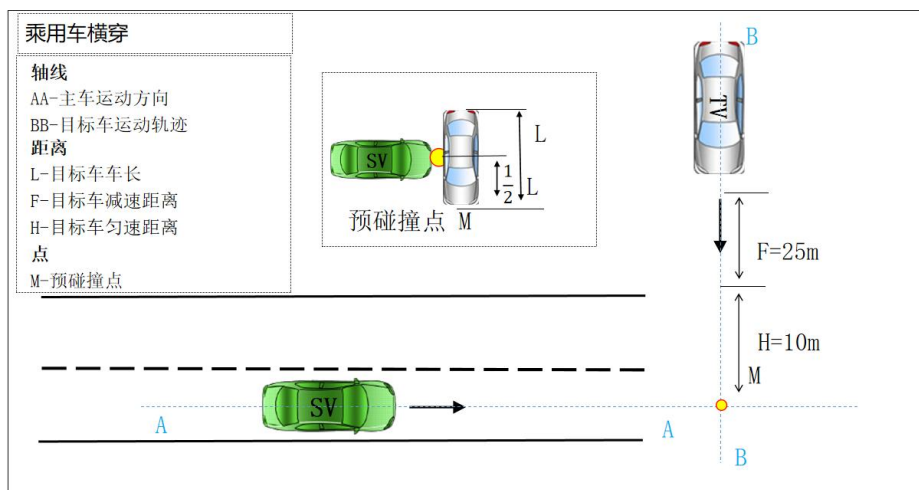 乘用车横穿
轴线
AA-主车运动方向
BB-目标车运动轨迹
距离
L-目标车车长
F-目标车减速距离
H-目标车匀速距离
点
M-预碰撞点
SV
L
1
2
L
预碰撞点 M
B
TV
F=25m
H=10m
M
SV
A
A
B